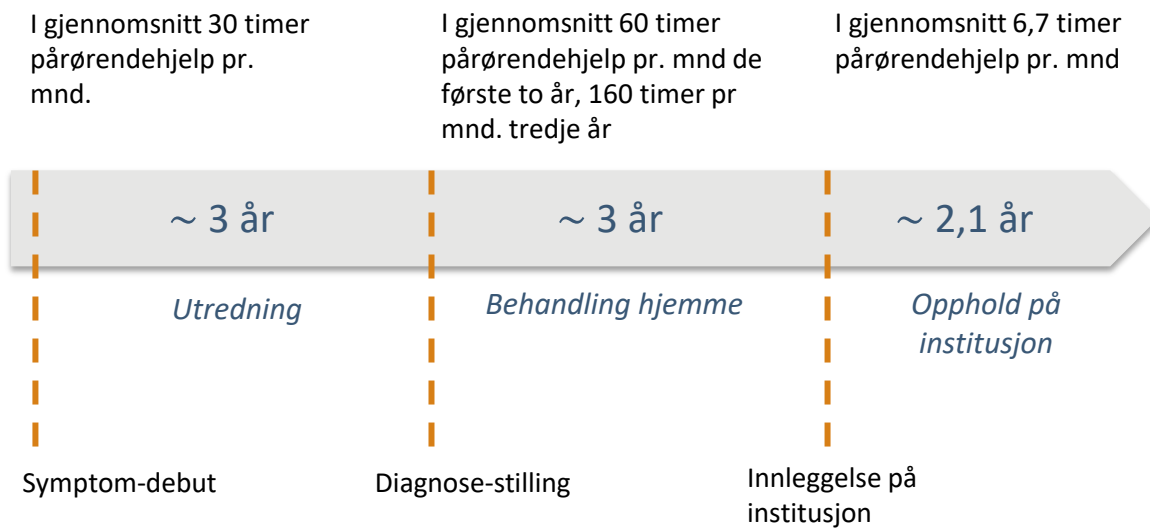 I gjennomsnitt 30 timer
pårørendehjelp pr.
mnd.
I gjennomsnitt 60 timer
pårørendehjelp pr. mnd de
første to år, 160 timer pr
mnd. tredje år
I gjennomsnitt 6,7 timer
pårørendehjelp pr. mnd
~ 3 år
~ 3 år
~ 2,1 år
Utredning
Behandling hjemme
Opphold på
institusjon
Symptom-debut
Diagnose-stilling
Innleggelse på
institusjon